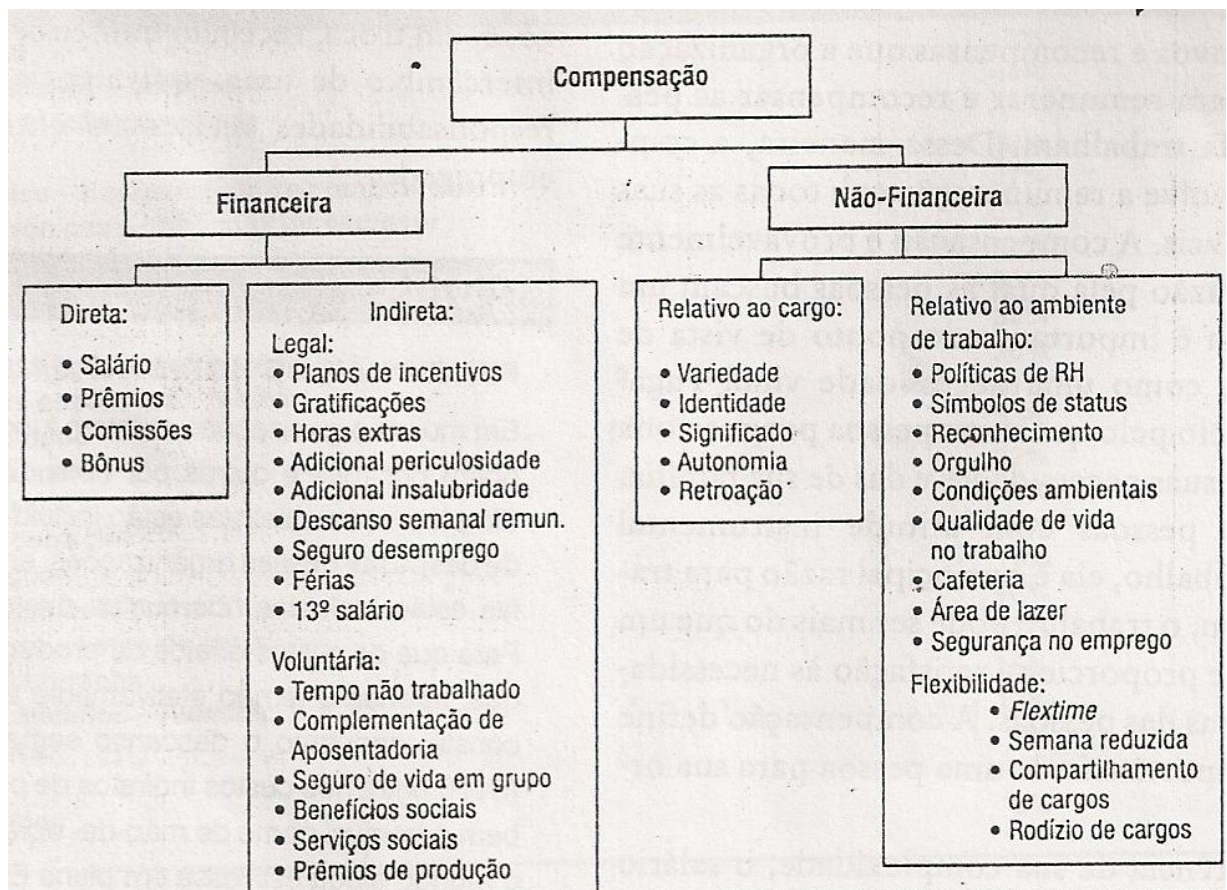 Compensação
Financeira
Não-Financeira
Direta:
• Salário
• Prêmios
• Comissões
• Bônus
Indireta:
Legal:
• Planos de incentivos
• Gratificações
• Horas extras
• Adicional periculosidade
• Adicional insalubridade
• Descanso semanal remun.
• Seguro desemprego
• Férias
• 13º salário
Voluntária:
• Tempo não trabalhado
• Complementação de
Aposentadoria
• Seguro de vida em grupo
• Benefícios sociais
• Serviços sociais
• Prêmios de produção
Relativo ao cargo:
• Variedade
• Identidade
• Significado
• Autonomia
• Retroação
Relativo ao ambiente
de trabalho:
• Políticas de RH
• Símbolos de status
• Reconhecimento
• Orgulho
• Condições ambientais
• Qualidade de vida
no trabalho
• Cafeteria
• Área de lazer
• Segurança no emprego
Flexibilidade:
• Flextime
• Semana reduzida
• Compartilhamento
de cargos
• Rodízio de cargos